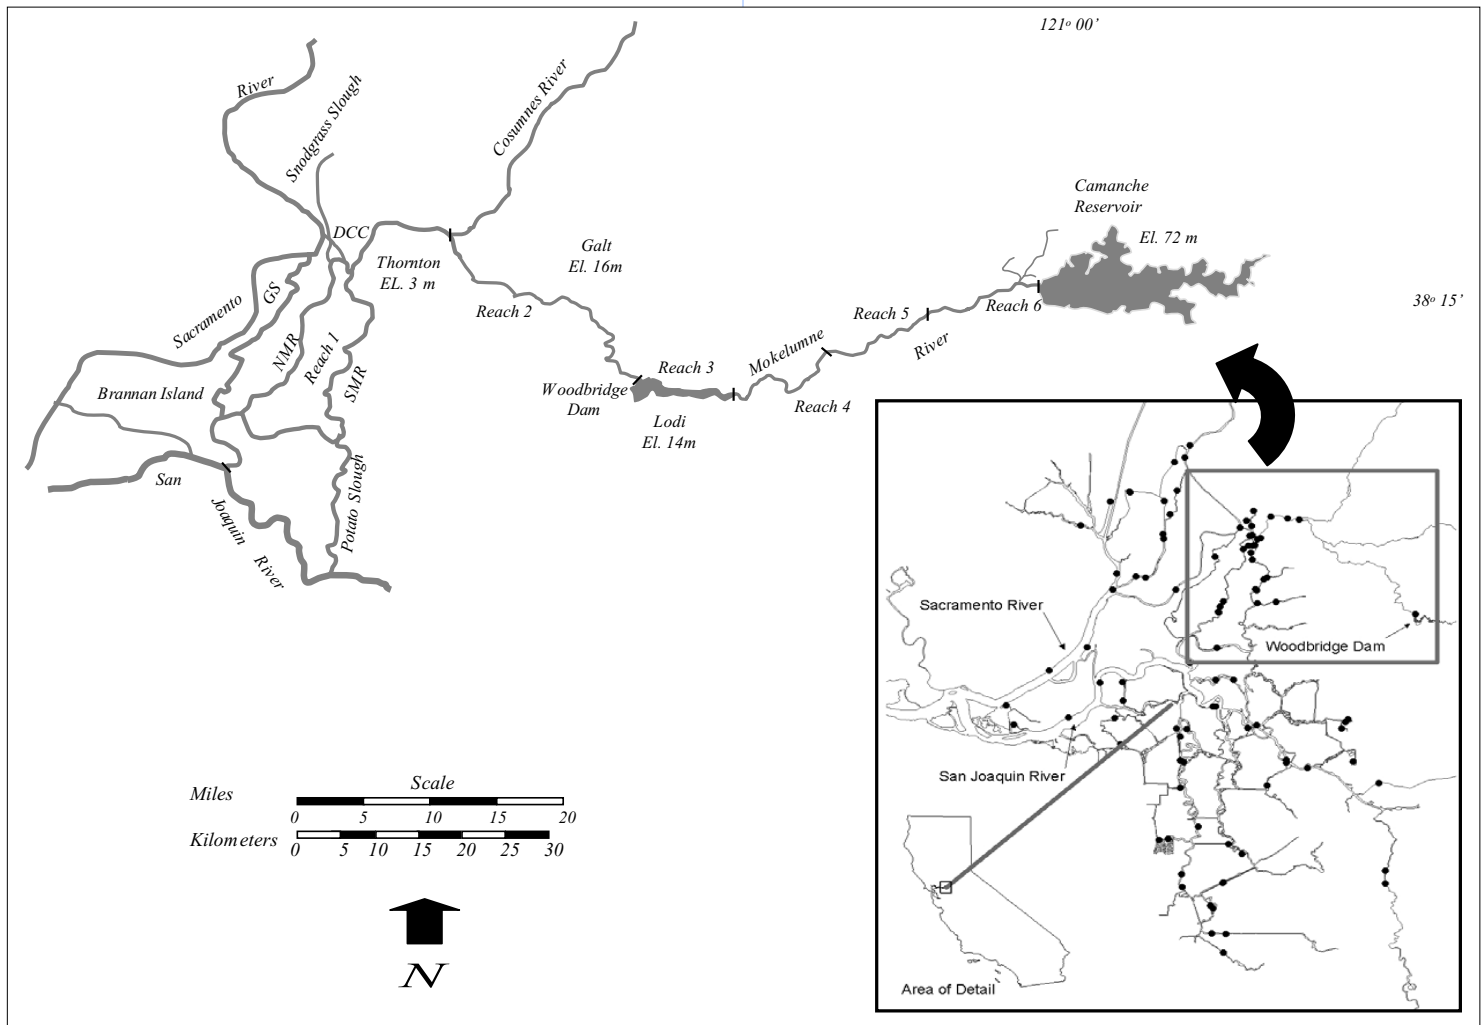 121° 00’
River
Snodgrass Slough
Cosumnes River
Camanche
Reservoir
El. 72 m
DCC
Galt
El. 16m
Thornton
EL. 3 m
GS
Sacramento
Reach 2
Reach 5
Reach 6
38° 15’
NMR
Reach 1
SMR
Mokelumne
River
Reach 3
Brannan Island
Woodbridge
Dam
Reach 4
Lodi
El. 14m
San
Joaquin
River
Potato Slough
Sacramento River
Woodbridge Dam
San Joaquin River
Area of Detail
Scale
Miles
0 5 10 15 20
Kilometers
0 5 10 15 20 25 30
N